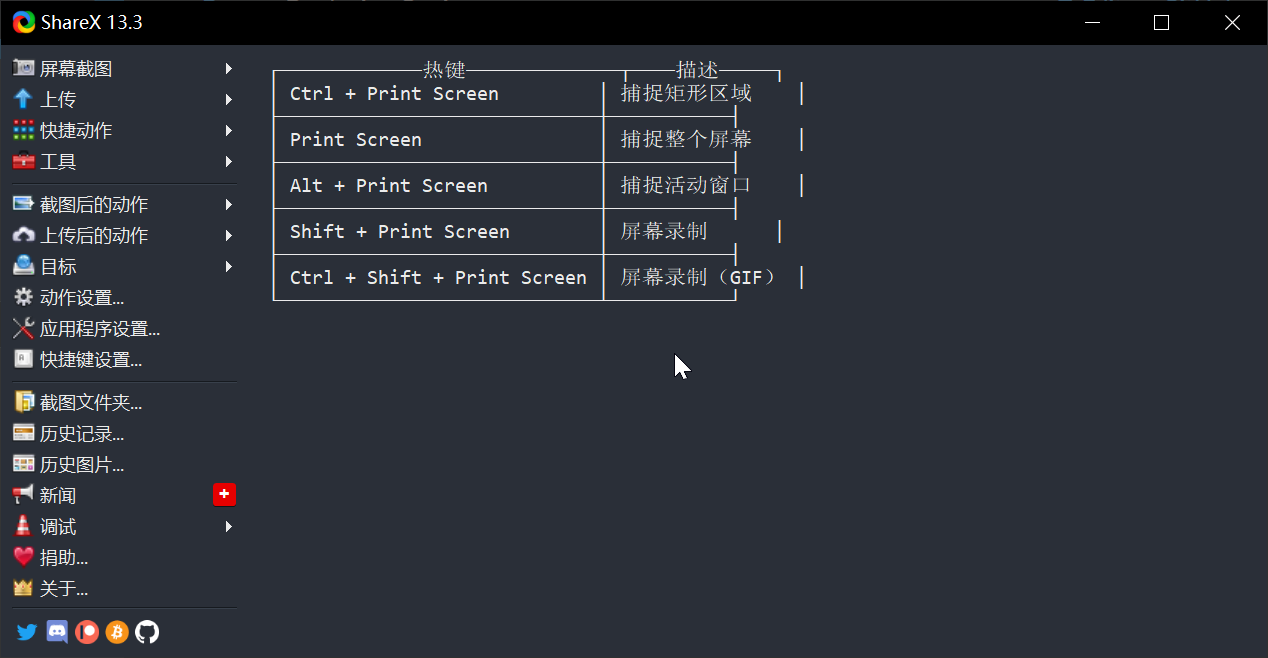 ShareX 13.3
屏幕截图
上传
快捷动作
工具
截图后的动作
上传后的动作
目标
动作设置...
应用程序设置...
快捷键设置...
截图文件夹...
历史记录...
历史图片...
新闻
调试
捐助...
关于...
热键 描述
Ctrl + Print Screen 捕捉矩形区域
Print Screen 捕捉整个屏幕
Alt + Print Screen 捕捉活动窗口
Shift + Print Screen 屏幕录制
Ctrl + Shift + Print Screen 屏幕录制（GIF）